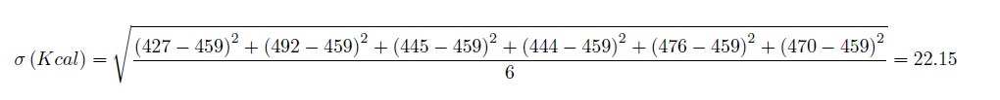 σ (Kcal) = √(((427 − 459)² + (492 − 459)² + (445 − 459)² + (444 − 459)² + (476 − 459)² + (470 − 459)²) / 6) = 22.15